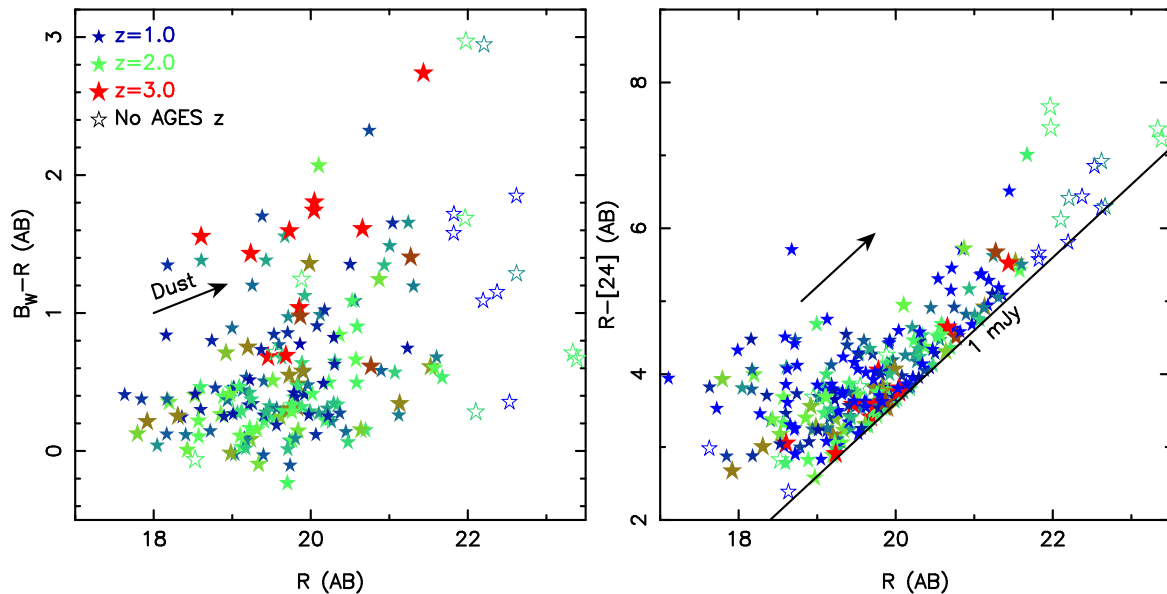 3
2
1
0
B_W-R (AB)
z=1.0
z=2.0
z=3.0
No AGES z
Dust
18
20
22
R (AB)
8
6
4
2
R-[24] (AB)
1 mJy
18
20
22
R (AB)